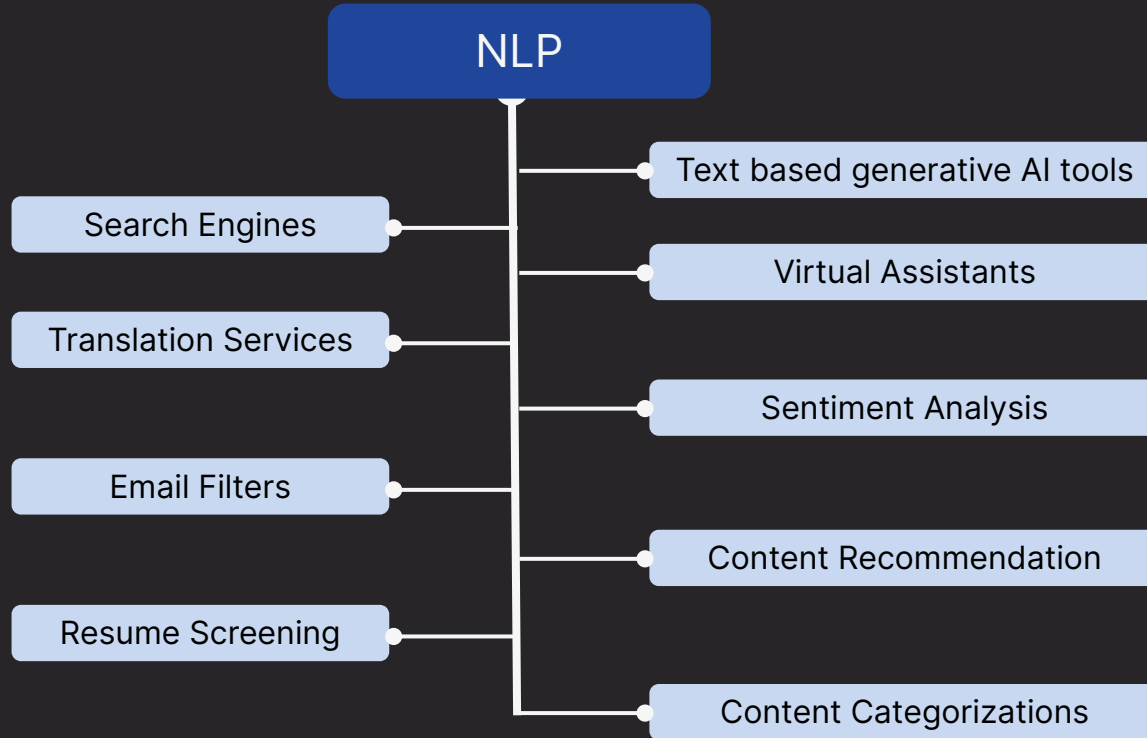 NLP
Text based generative AI tools
Search Engines
Virtual Assistants
Translation Services
Sentiment Analysis
Email Filters
Content Recommendation
Resume Screening
Content Categorizations